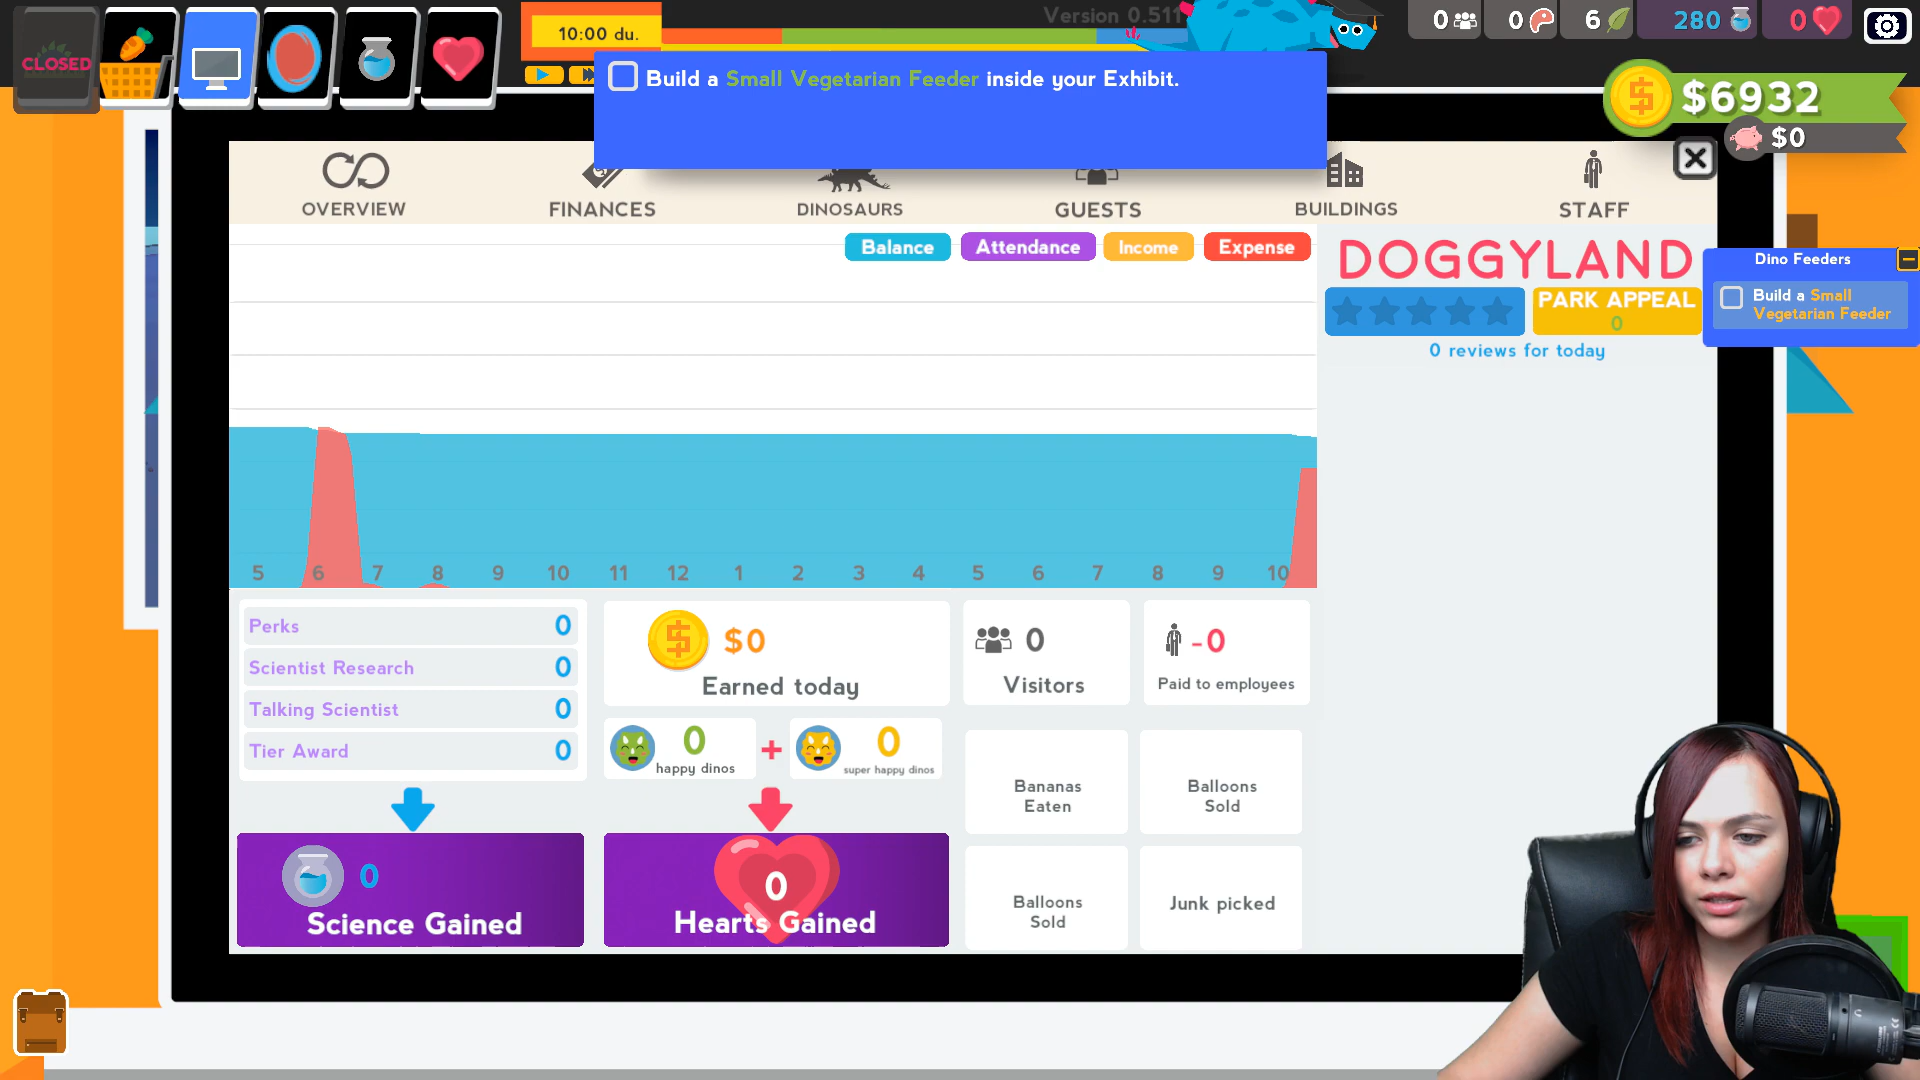 CLOSED
10:00 du.
Version 0.511
0
0
6
280
0
Build a Small Vegetarian Feeder inside your Exhibit.
$6932
$0
OVERVIEW
FINANCES
DINOSAURS
GUESTS
BUILDINGS
STAFF
Balance
Attendance
Income
Expense
DOGGYLAND
PARK APPEAL
0
0 reviews for today
Dino Feeders
Build a Small
Vegetarian Feeder
5 6 7 8 9 10 11 12 1 2 3 4 5 6 7 8 9 10
Perks 0
Scientist Research 0
Talking Scientist 0
Tier Award 0
0
Science Gained
$0
Earned today
0
happy dinos
+
0
super happy dinos
0
Hearts Gained
0
Visitors
-0
Paid to employees
Bananas
Eaten
Balloons
Sold
Balloons
Sold
Junk picked